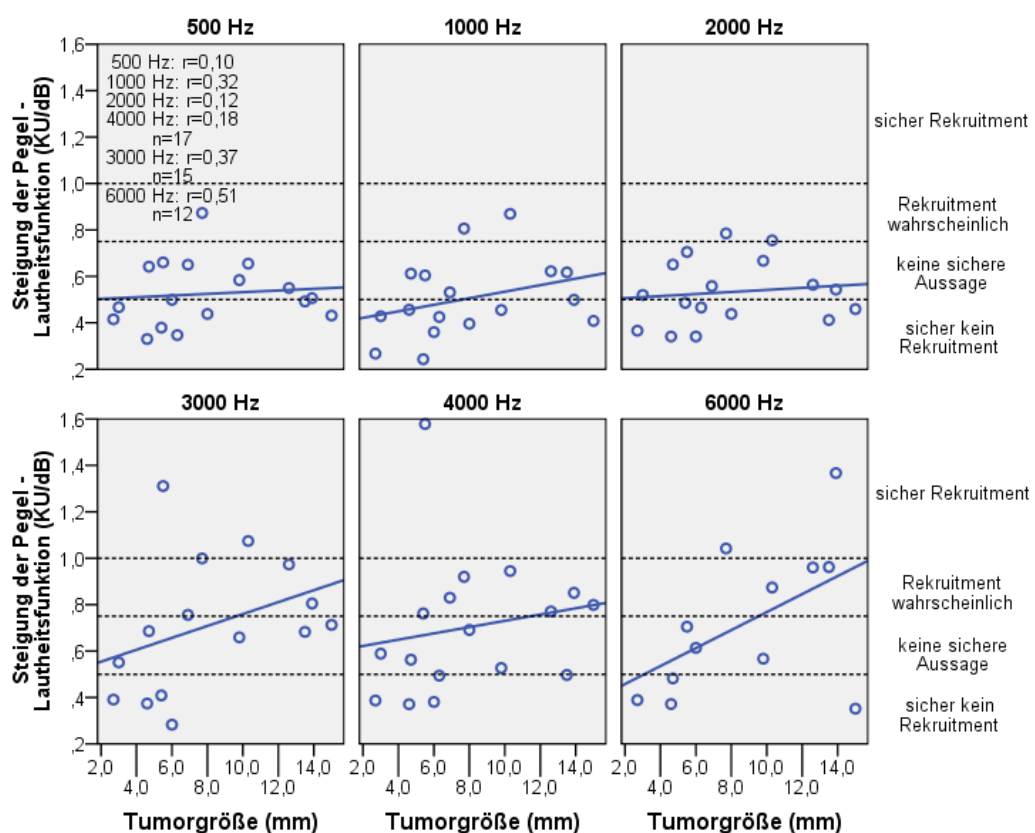 500 Hz
1000 Hz
2000 Hz
Steigung der Pegel -
Lautheitsfunktion (KU/dB)
1,6
1,4
1,2
1,0
,8
,6
,4
,2
500 Hz: r=0,10
1000 Hz: r=0,32
2000 Hz: r=0,12
4000 Hz: r=0,18
n=17
3000 Hz: r=0,37
n=15
6000 Hz: r=0,51
n=12
sicher Rekruitment
Rekruitment
wahrscheinlich
keine sichere
Aussage
sicher kein
Rekruitment
3000 Hz
4000 Hz
6000 Hz
Steigung der Pegel -
Lautheitsfunktion (KU/dB)
1,6
1,4
1,2
1,0
,8
,6
,4
,2
sicher Rekruitment
Rekruitment
wahrscheinlich
keine sichere
Aussage
sicher kein
Rekruitment
2,0 6,0 10,0 14,0 2,0 6,0 10,0 14,0 2,0 6,0 10,0 14,0
4,0 8,0 12,0 4,0 8,0 12,0 4,0 8,0 12,0
Tumorgröße (mm) Tumorgröße (mm) Tumorgröße (mm)